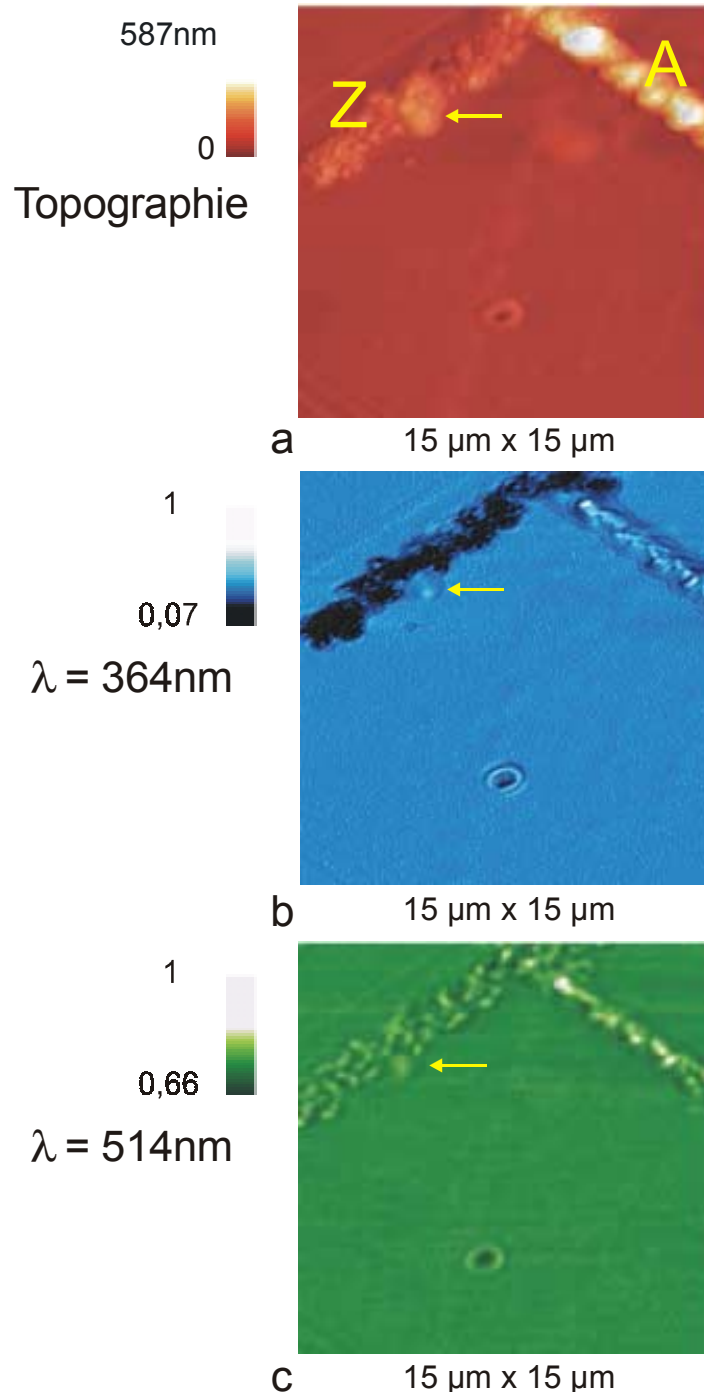 587nm
0
Topographie
Z
A
a
15 µm x 15 µm
1
0,07
λ = 364nm
b
15 µm x 15 µm
1
0,66
λ = 514nm
c
15 µm x 15 µm